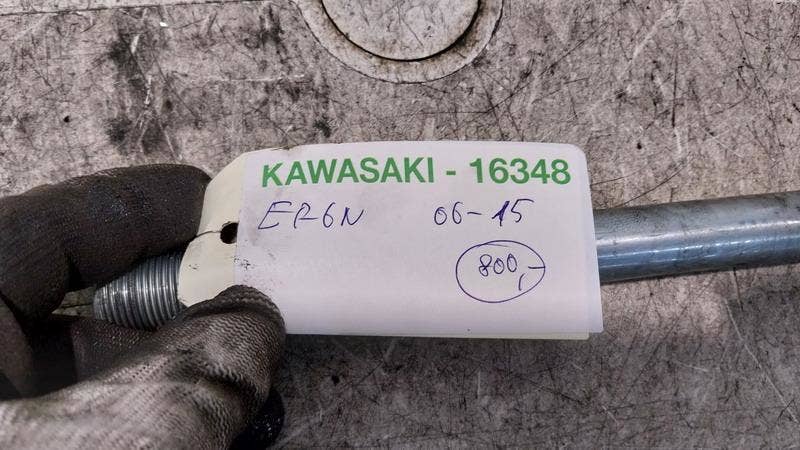 KAWASAKI - 16348
ER6N 06-15
800,-